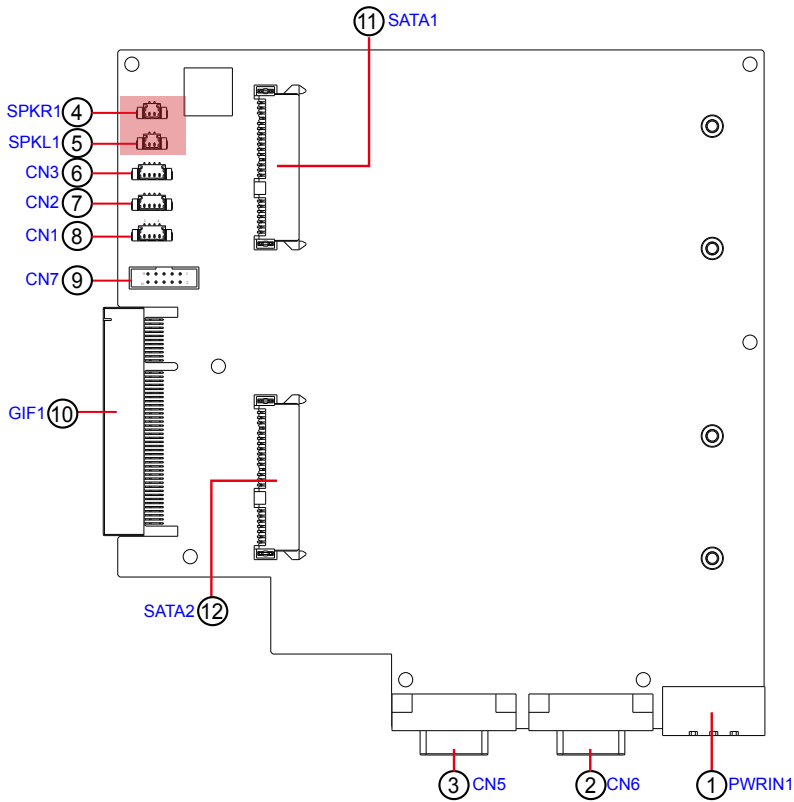 11 SATA1
SPKR1 4
SPKL1 5
CN3 6
CN2 7
CN1 8
CN7 9
GIF1 10
SATA2 12
3 CN5
2 CN6
1 PWRIN1